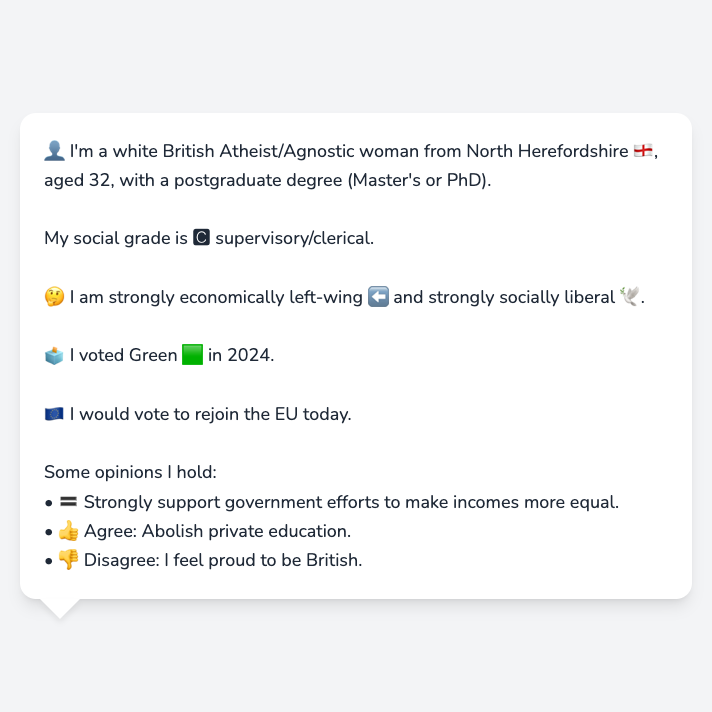 👤 I'm a white British Atheist/Agnostic woman from North Herefordshire 🏴󠁧󠁢󠁥󠁮󠁧󠁿,
aged 32, with a postgraduate degree (Master's or PhD).
My social grade is 🅲 supervisory/clerical.
🤔 I am strongly economically left-wing ⬅️ and strongly socially liberal 🕊️.
🗳️ I voted Green 🟩 in 2024.
🇪🇺 I would vote to rejoin the EU today.
Some opinions I hold:
• 🟰 Strongly support government efforts to make incomes more equal.
• 👍 Agree: Abolish private education.
• 👎 Disagree: I feel proud to be British.